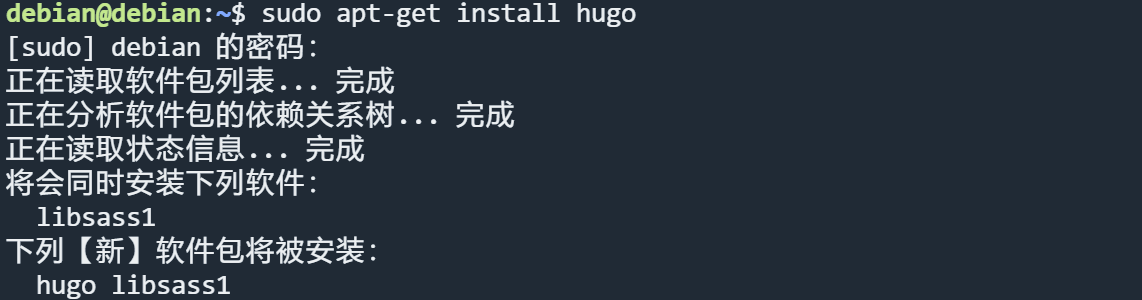 debian@debian:~$ sudo apt-get install hugo
[sudo] debian 的密码：
正在读取软件包列表... 完成
正在分析软件包的依赖关系树... 完成
正在读取状态信息... 完成
将会同时安装下列软件：
  libsass1
下列【新】软件包将被安装：
  hugo libsass1